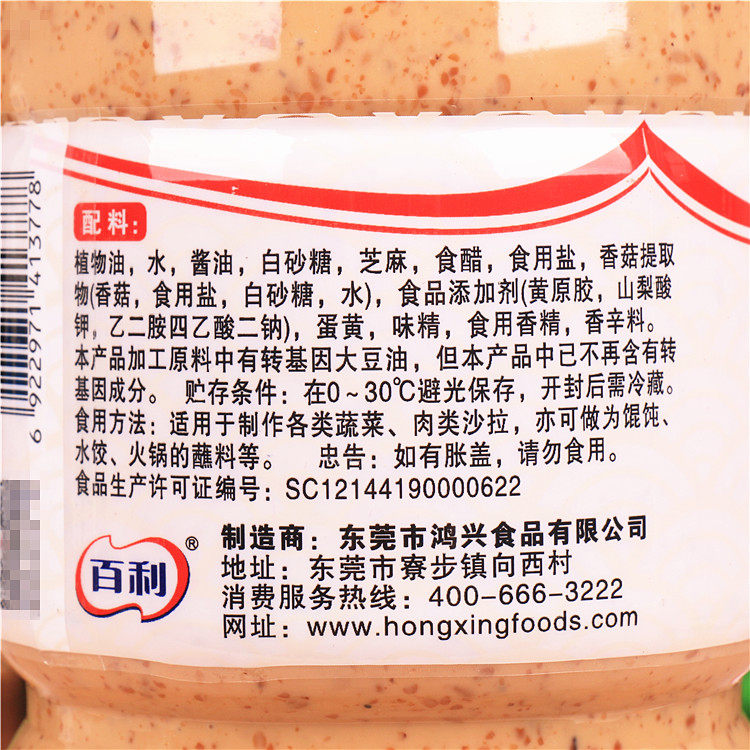 配料：
植物油，水，酱油，白砂糖，芝麻，食醋，食用盐，香菇提取
物(香菇，食用盐，白砂糖，水)，食品添加剂(黄原胶，山梨酸
钾，乙二胺四乙酸二钠)，蛋黄，味精，食用香精，香辛料。
本产品加工原料中有转基因大豆油，但本产品中已不再含有转
基因成分。 贮存条件：在0～30℃避光保存，开封后需冷藏。
食用方法：适用于制作各类蔬菜、肉类沙拉，亦可做为馄饨、
水饺、火锅的蘸料等。 忠告：如有胀盖，请勿食用。
食品生产许可证编号：SC12144190000622
百利®
制造商：东莞市鸿兴食品有限公司
地址：东莞市寮步镇向西村
消费服务热线：400-666-3222
网址：www.hongxingfoods.com
6 922971 413778